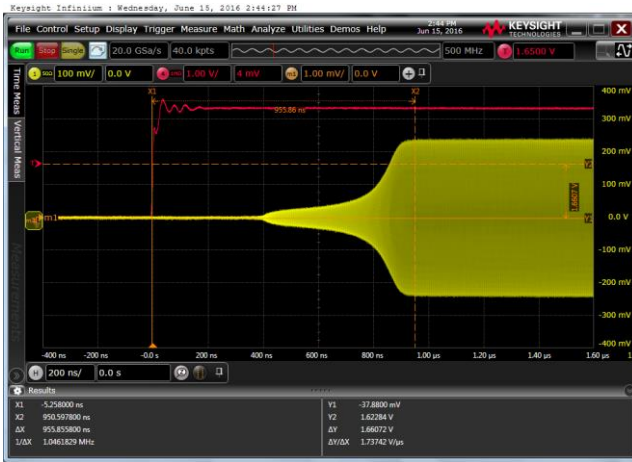 Keysight Infiniium : Wednesday, June 15, 2016 2:44:27 PM
File Control Setup Display Trigger Measure Math Analyze Utilities Demos Help
2:44 PM
Jun 15, 2016
KEYSIGHT
TECHNOLOGIES
Run Stop Single 20.0 GSa/s 40.0 kpts 500 MHz 1.6500 V
1 100 mV/ 0.0 V 1.00 V/ 4 mV m1 1.00 mV/ 0.0 V
Time Meas
Vertical Meas
Measurements
X1 X2
955.86 ns
400 mV
300 mV
200 mV
100 mV
0.0 V
-100 mV
-200 mV
-300 mV
-400 mV
m1
-400 ns -200 ns -0.0 s 200 ns 400 ns 600 ns 800 ns 1.00 µs 1.20 µs 1.40 µs 1.60 µs
H 200 ns/ 0.0 s
Results
X1 -5.258000 ns Y1 -37.8800 mV
X2 950.597800 ns Y2 1.62284 V
ΔX 955.855800 ns ΔY 1.66072 V
1/ΔX 1.0461829 MHz ΔY/ΔX 1.73742 V/µs